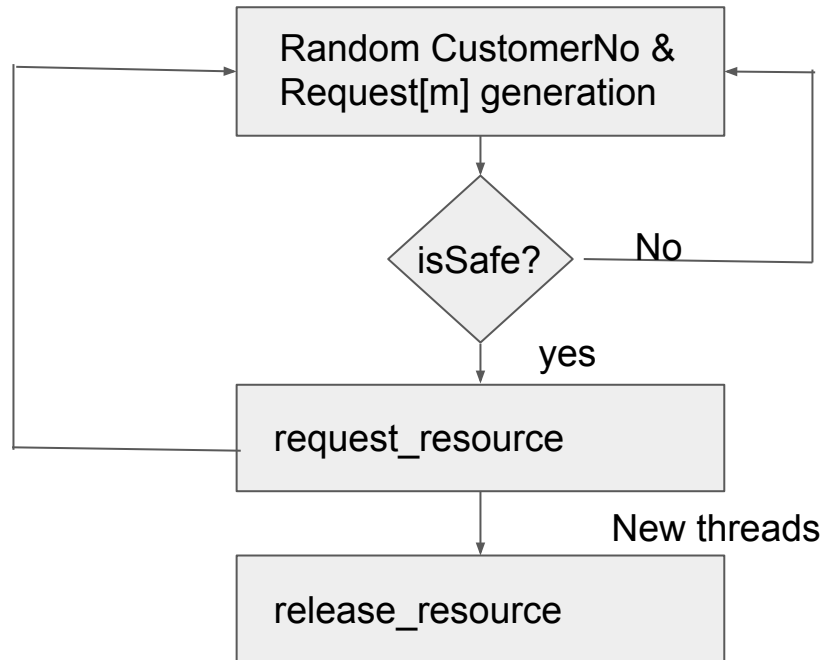 Random CustomerNo &
Request[m] generation
isSafe?
No
yes
request_resource
New threads
release_resource